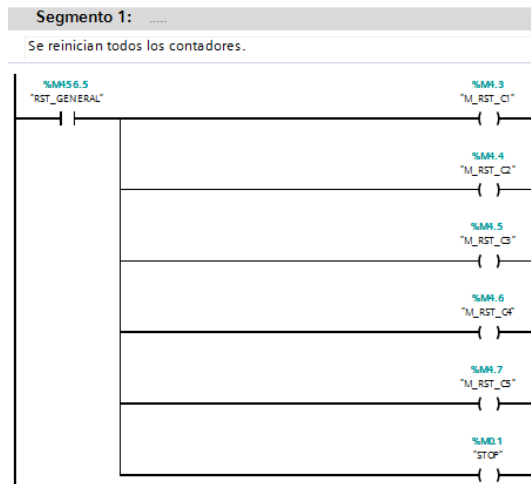 Segmento 1: .....
Se reinician todos los contadores.
%M456.5
"RST_GENERAL"
%M4.3
"M_RST_C1"
%M4.4
"M_RST_C2"
%M4.5
"M_RST_C3"
%M4.6
"M_RST_C4"
%M4.7
"M_RST_C5"
%M0.1
"STOP"